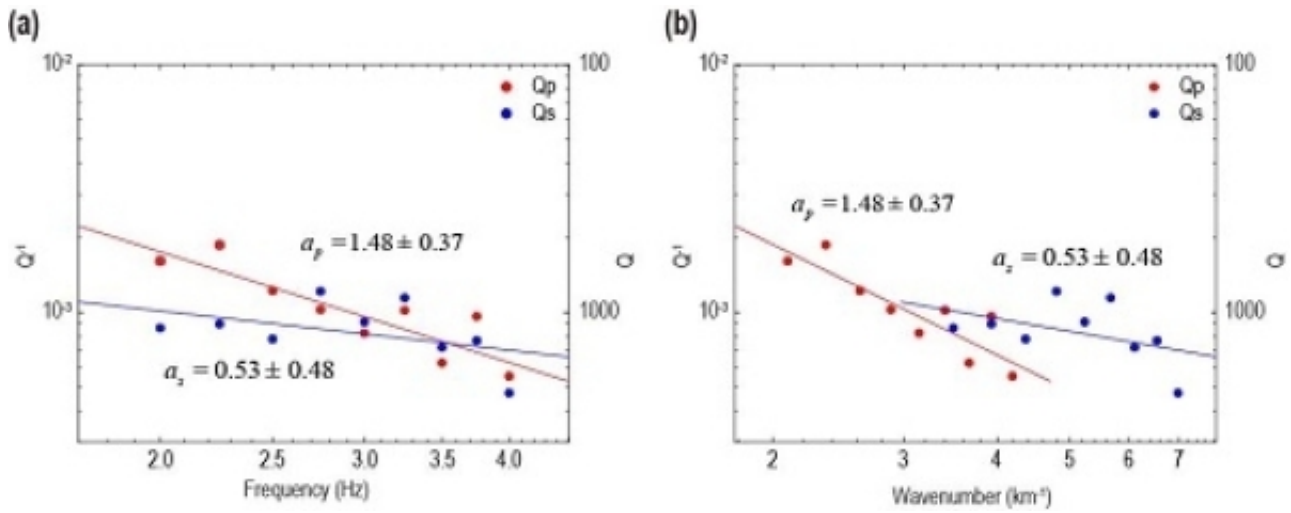 (a)
10⁻² 100
Qp
Qs
a_p = 1.48 ± 0.37
Q⁻¹ Q
10⁻³ 1000
a_s = 0.53 ± 0.48
2.0 2.5 3.0 3.5 4.0
Frequency (Hz)
(b)
10⁻² 100
Qp
Qs
a_p = 1.48 ± 0.37
a_s = 0.53 ± 0.48
Q⁻¹ Q
10⁻³ 1000
2 3 4 5 6 7
Wavenumber (km⁻¹)